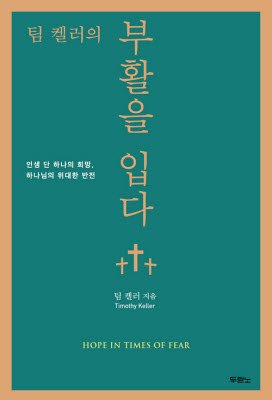 팀 켈러의
부활을 입다
인생 단 하나의 희망,
하나님의 위대한 반전
팀 켈러 지음
Timothy Keller
HOPE IN TIMES OF FEAR
두란노